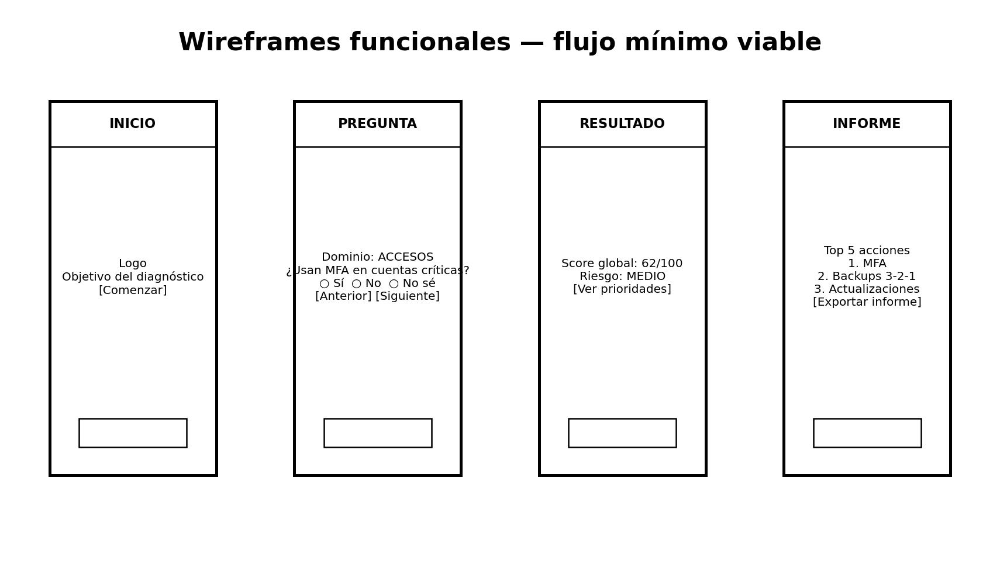 Wireframes funcionales — flujo mínimo viable
INICIO
Logo
Objetivo del diagnóstico
[Comenzar]
PREGUNTA
Dominio: ACCESOS
¿Usan MFA en cuentas críticas?
○ Sí  ○ No  ○ No sé
[Anterior] [Siguiente]
RESULTADO
Score global: 62/100
Riesgo: MEDIO
[Ver prioridades]
INFORME
Top 5 acciones
1. MFA
2. Backups 3-2-1
3. Actualizaciones
[Exportar informe]